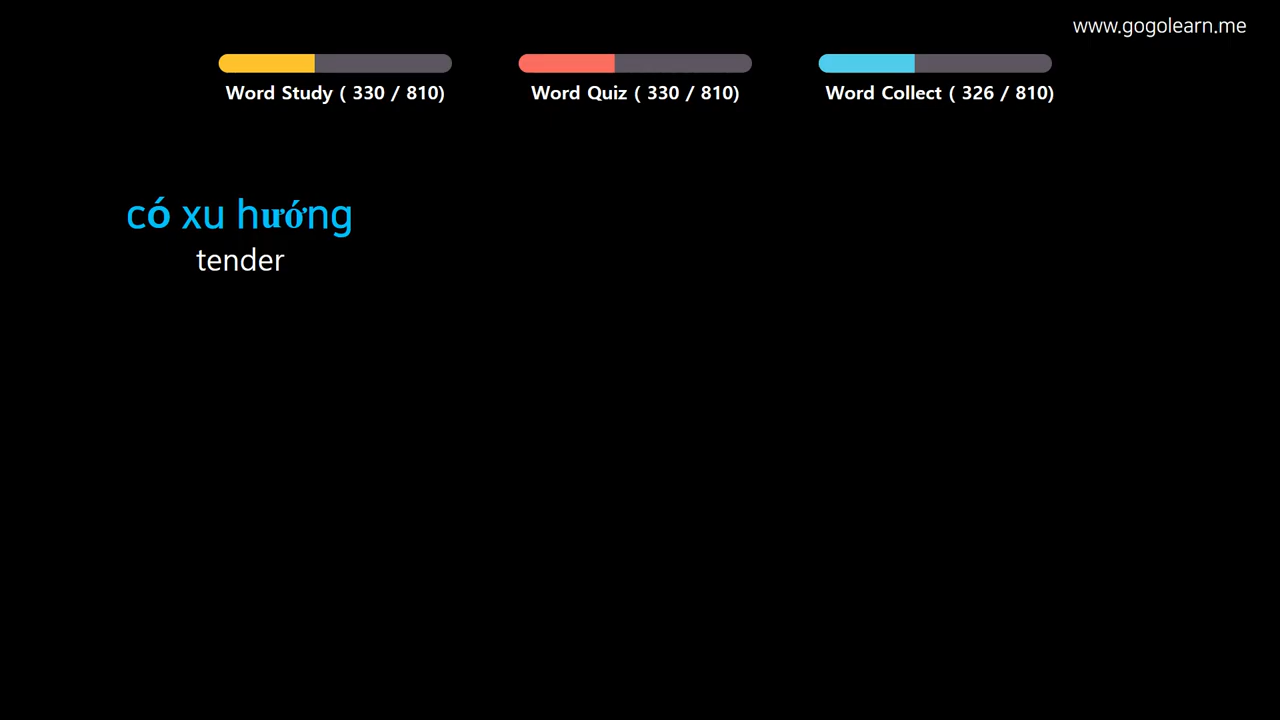 www.gogolearn.me
Word Study ( 330 / 810)
Word Quiz ( 330 / 810)
Word Collect ( 326 / 810)
có xu hướng
tender